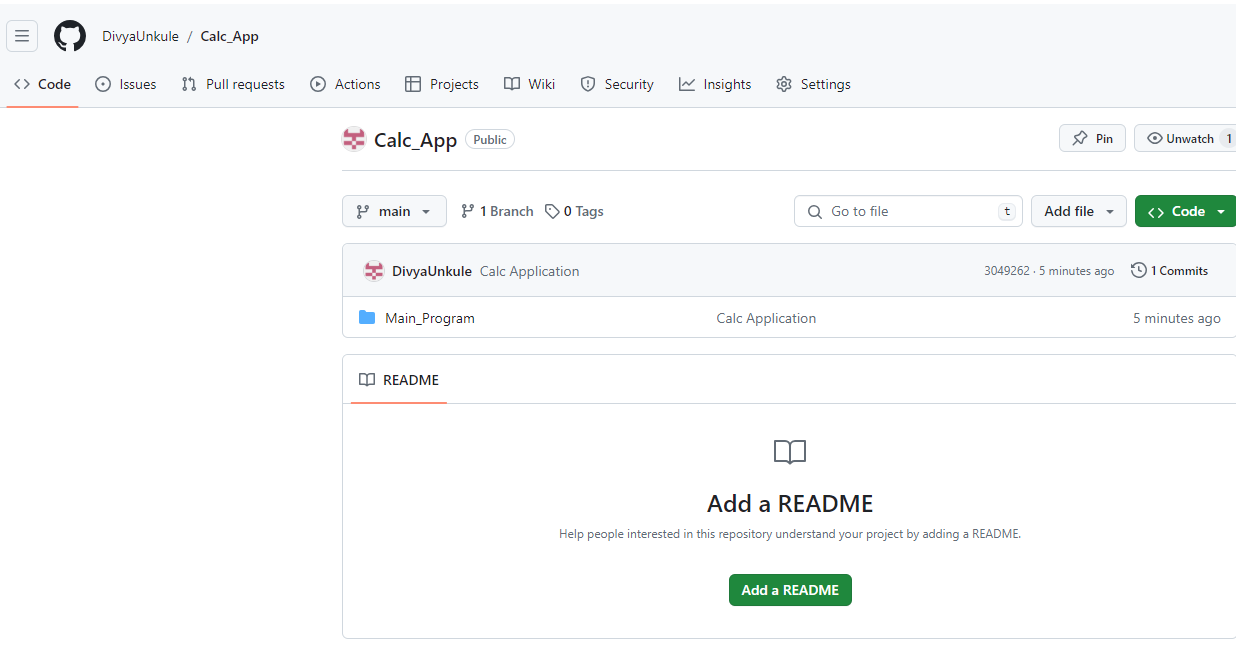 DivyaUnkule / Calc_App
Code Issues Pull requests Actions Projects Wiki Security Insights Settings
Calc_App Public Pin Unwatch 1
main 1 Branch 0 Tags Go to file t Add file Code
DivyaUnkule Calc Application 3049262 · 5 minutes ago 1 Commits
Main_Program Calc Application 5 minutes ago
README
Add a README
Help people interested in this repository understand your project by adding a README.
Add a README